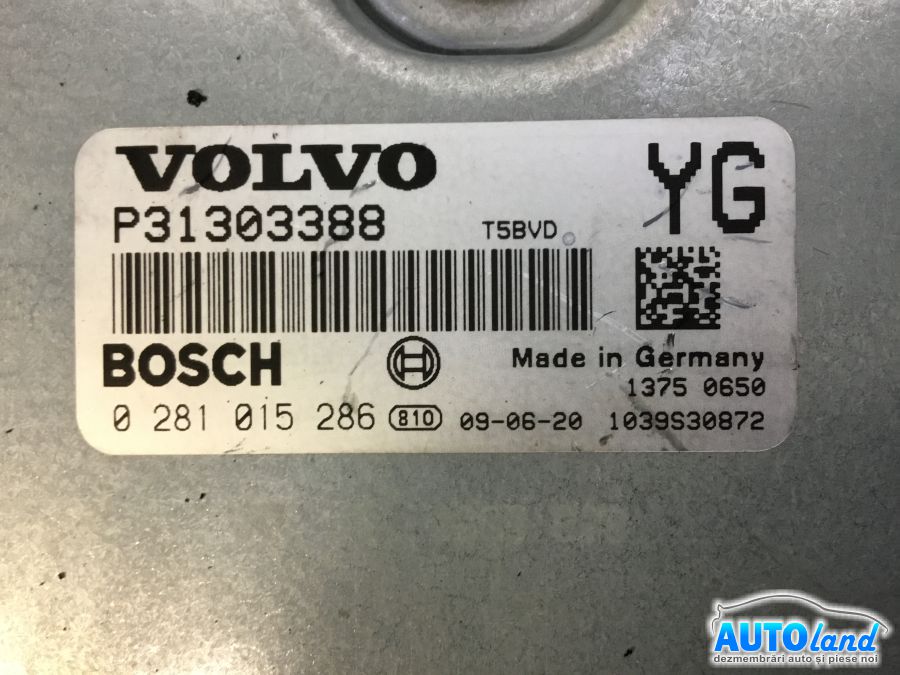 VOLVO
YG
P31303388 T5BVD
BOSCH Made in Germany
1375 0650
0 281 015 286 810 09-06-20 1039S30872
AUTOland
dezmembrări auto și piese noi